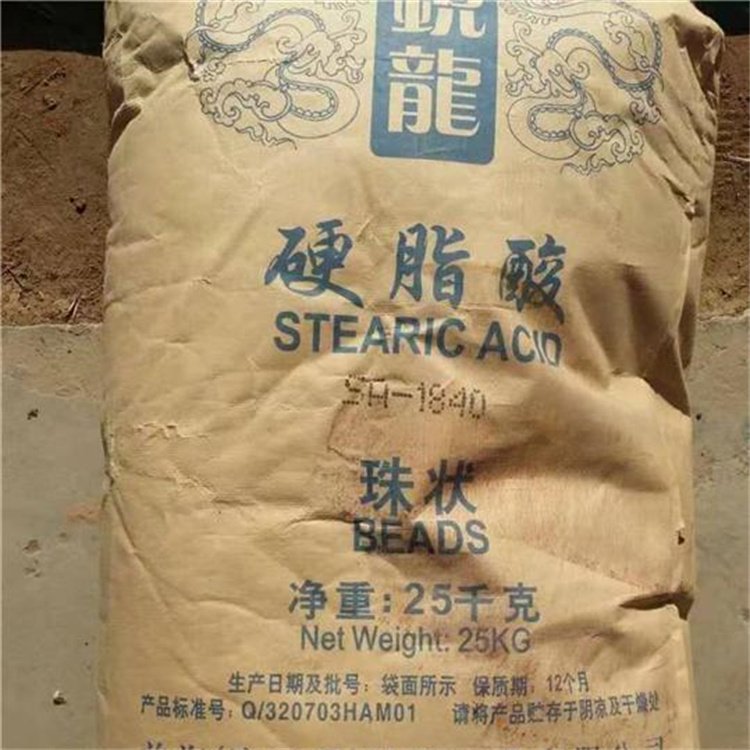 龍
硬脂酸
STEARIC ACID
SA-1840
珠状
BEADS
净重：25千克
Net Weight: 25KG
生产日期及批号：袋面所示 保质期：12个月
产品标准号：Q/320703HAM01 请将产品贮存于阴凉及干燥处